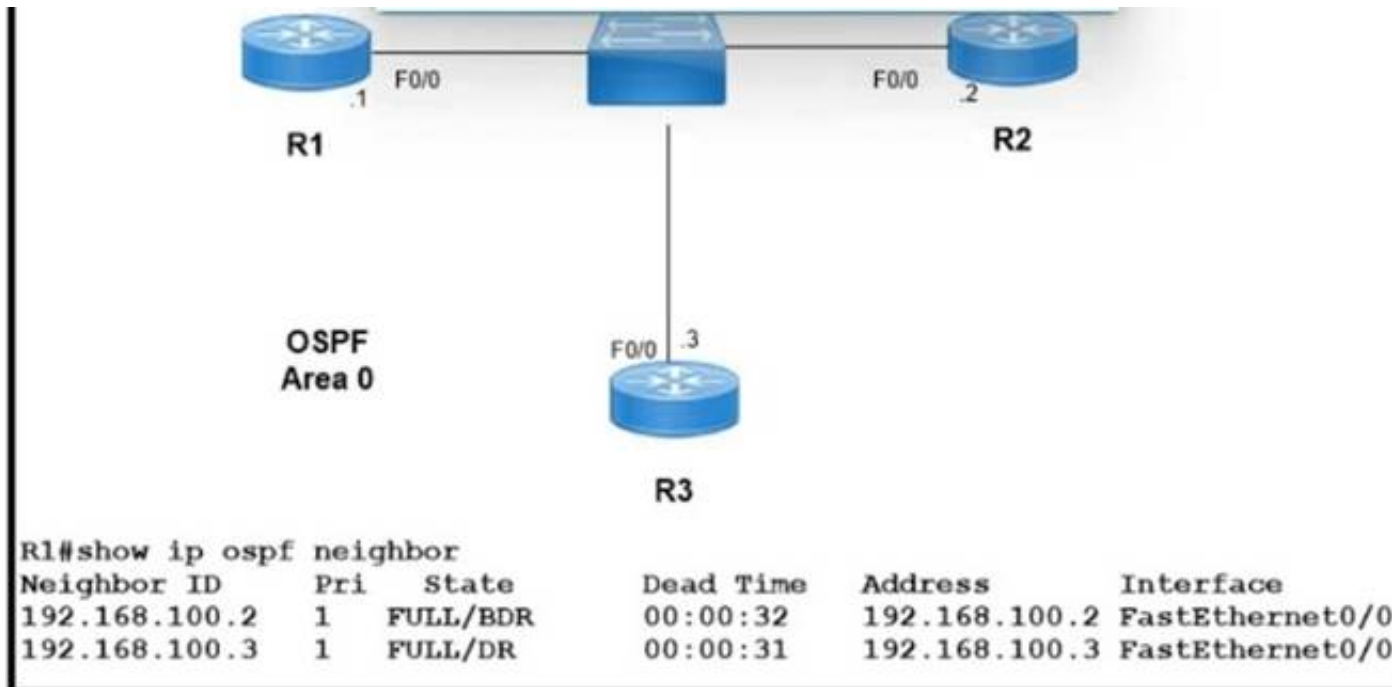 F0/0
.1
R1
F0/0
.2
R2
OSPF
Area 0
F0/0
.3
R3
R1#show ip ospf neighbor
Neighbor ID Pri State Dead Time Address Interface
192.168.100.2 1 FULL/BDR 00:00:32 192.168.100.2 FastEthernet0/0
192.168.100.3 1 FULL/DR 00:00:31 192.168.100.3 FastEthernet0/0